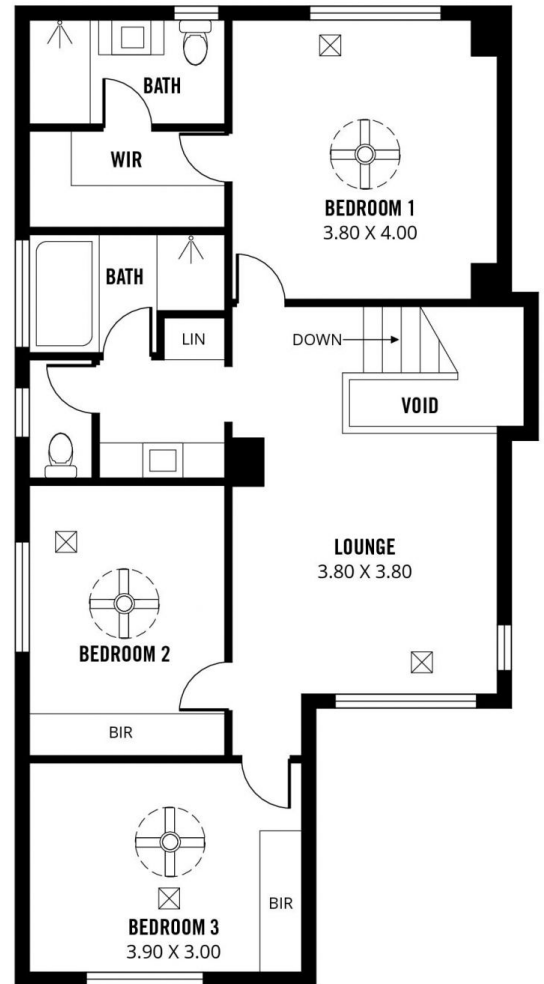 BATH
WIR
BEDROOM 1
3.80 X 4.00
BATH
LIN
DOWN
VOID
LOUNGE
3.80 X 3.80
BEDROOM 2
BIR
BIR
BEDROOM 3
3.90 X 3.00